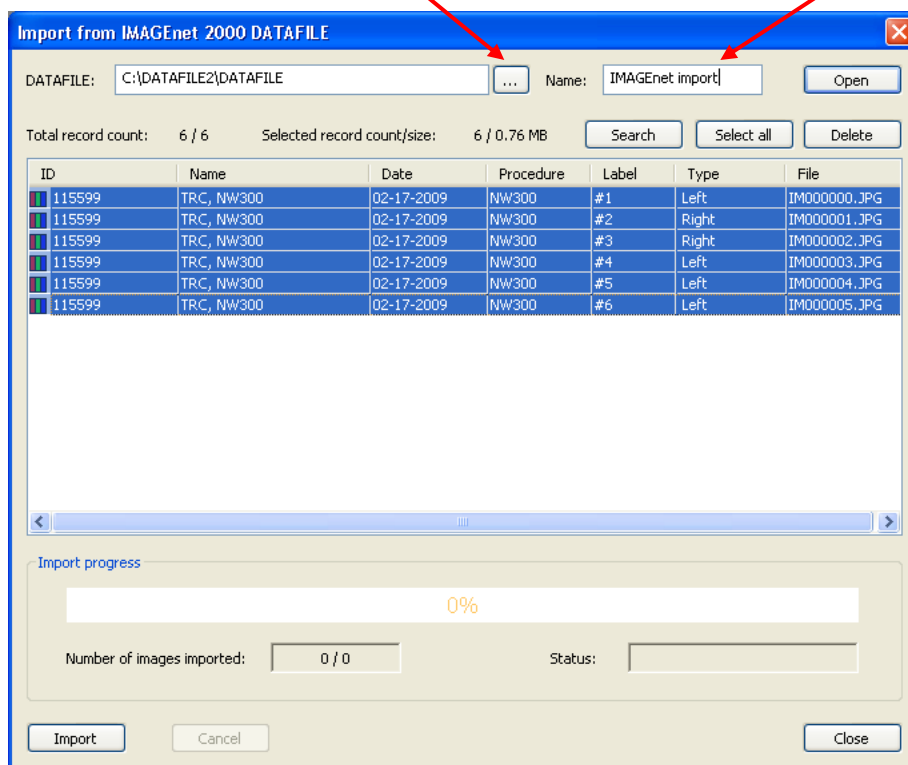 Import from IMAGEnet 2000 DATAFILE
DATAFILE: C:\DATAFILE2\DATAFILE ... Name: IMAGEnet import Open
Total record count: 6 / 6 Selected record count/size: 6 / 0.76 MB Search Select all Delete
ID Name Date Procedure Label Type File
115599 TRC, NW300 02-17-2009 NW300 #1 Left IM000000.JPG
115599 TRC, NW300 02-17-2009 NW300 #2 Right IM000001.JPG
115599 TRC, NW300 02-17-2009 NW300 #3 Right IM000002.JPG
115599 TRC, NW300 02-17-2009 NW300 #4 Left IM000003.JPG
115599 TRC, NW300 02-17-2009 NW300 #5 Left IM000004.JPG
115599 TRC, NW300 02-17-2009 NW300 #6 Left IM000005.JPG
Import progress
0%
Number of images imported: 0 / 0 Status:
Import Cancel Close